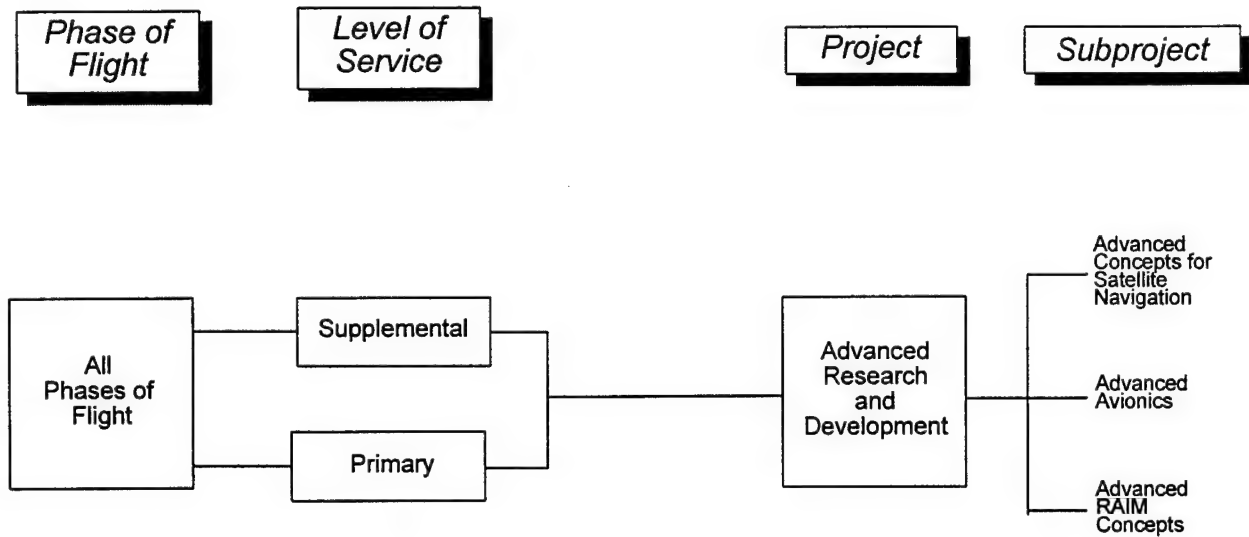 Phase of
Flight
Level of
Service
Project
Subproject
All
Phases of
Flight
Supplemental
Primary
Advanced
Research
and
Development
Advanced
Concepts for
Satellite
Navigation
Advanced
Avionics
Advanced
RAIM
Concepts